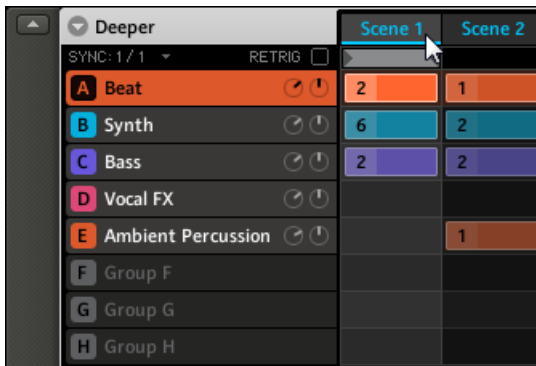 Deeper Scene 1 Scene 2
SYNC: 1 / 1 RETRIG
A Beat 2 1
B Synth 6 2
C Bass 2 2
D Vocal FX
E Ambient Percussion 1
F Group F
G Group G
H Group H